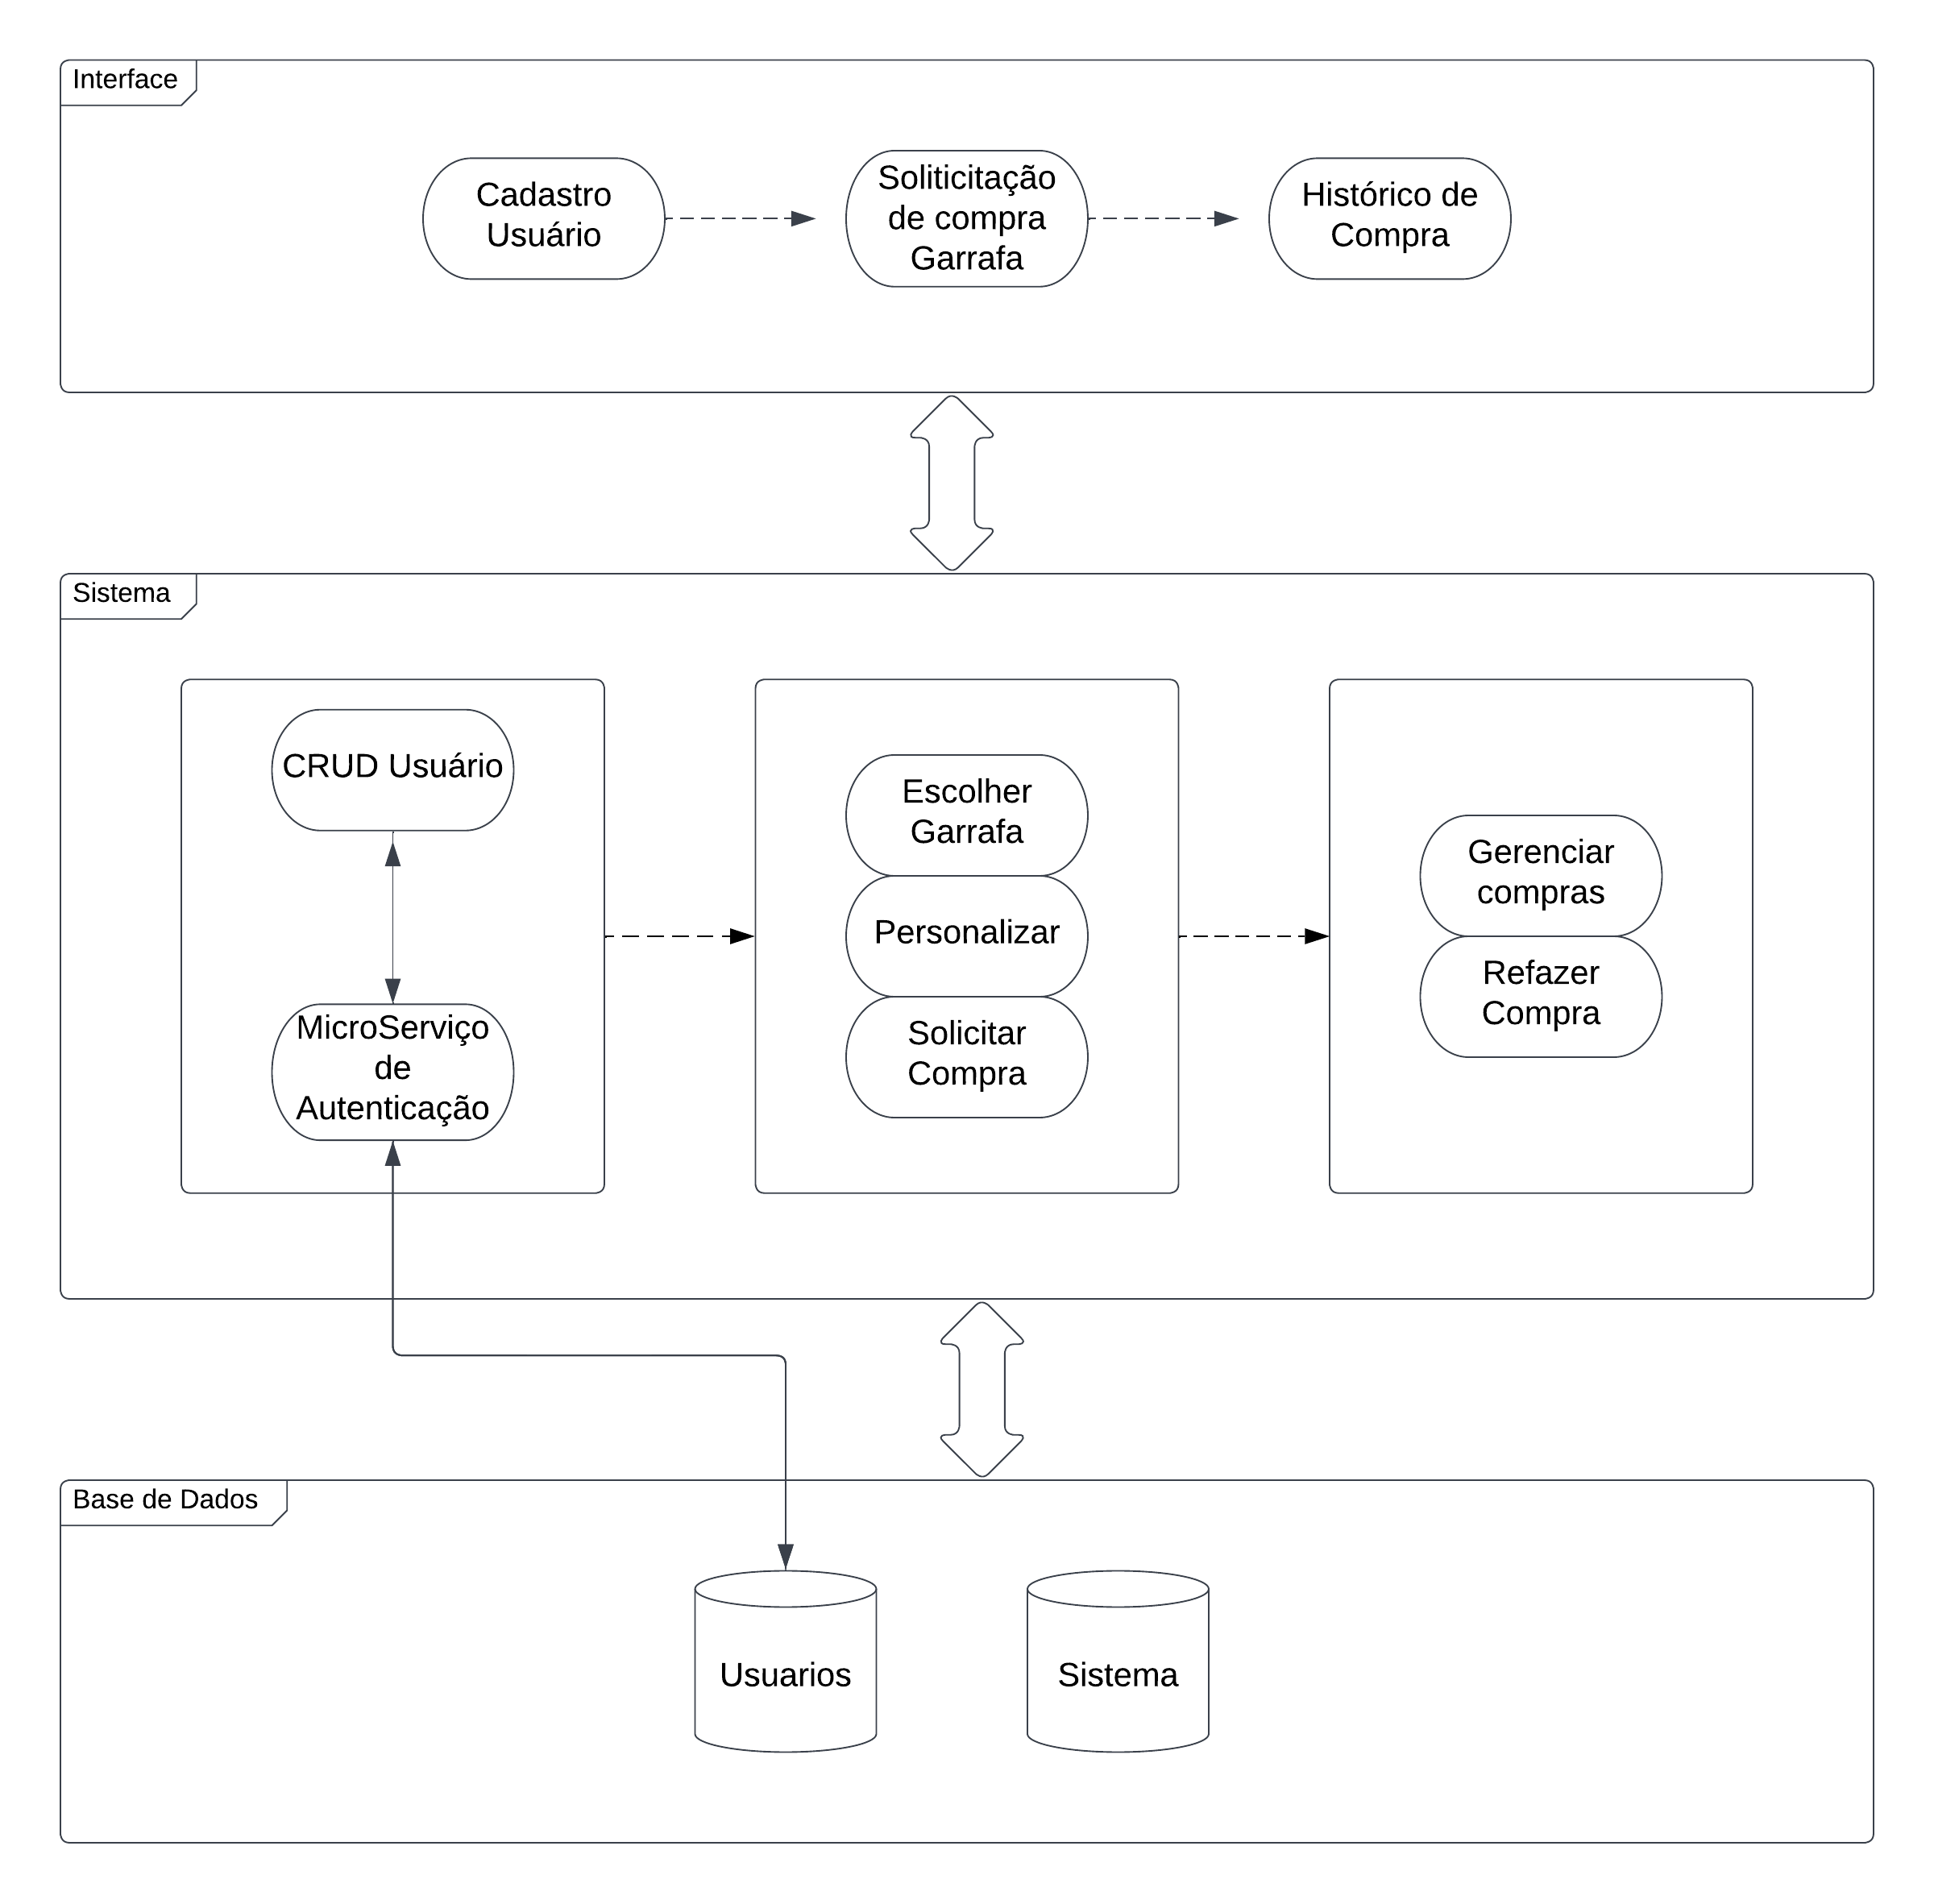 Interface
Cadastro
Usuário
Soliticitação
de compra
Garrafa
Histórico de
Compra
Sistema
CRUD Usuário
MicroServiço
de
Autenticação
Escolher
Garrafa
Personalizar
Solicitar
Compra
Gerenciar
compras
Refazer
Compra
Base de Dados
Usuarios
Sistema